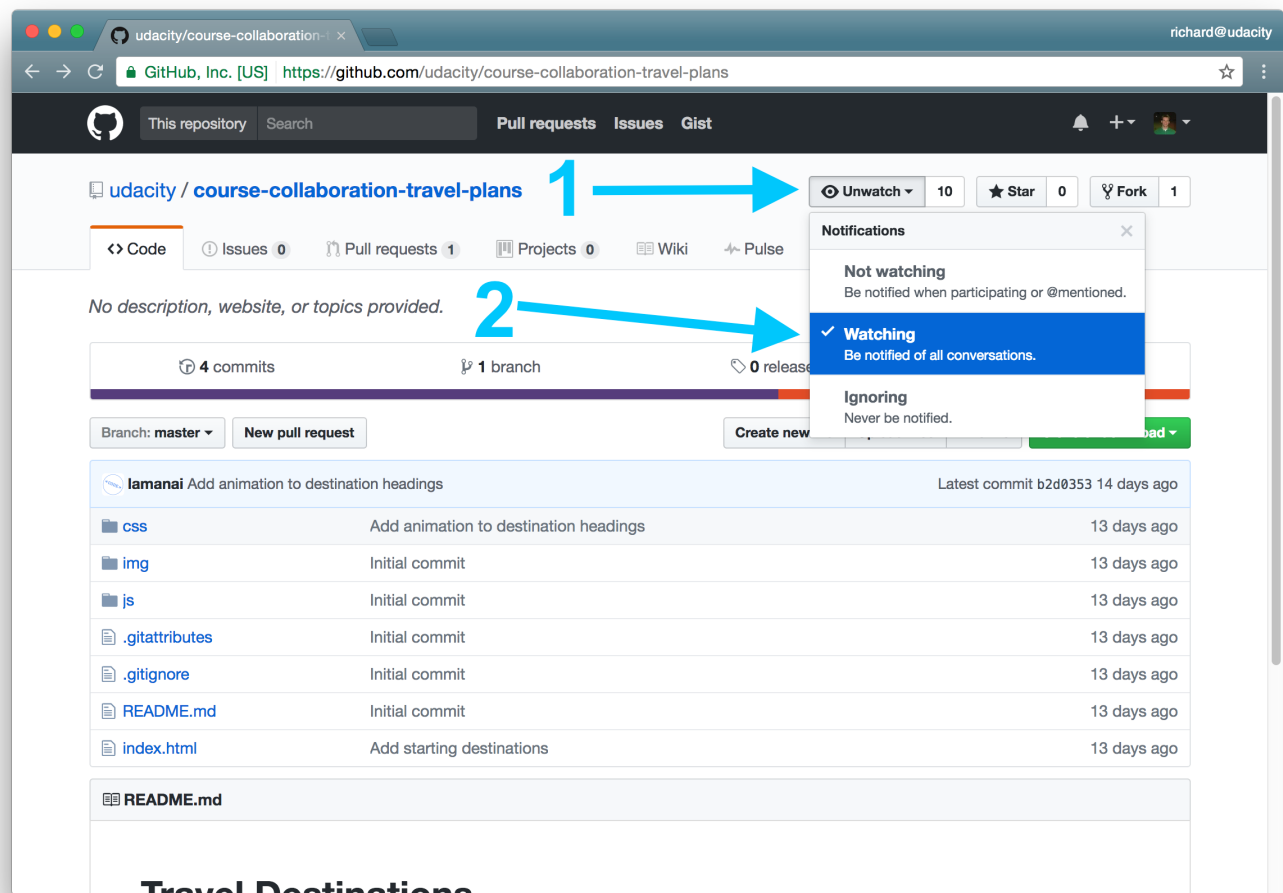 udacity/course-collaboration-
richard@udacity
GitHub, Inc. [US] https://github.com/udacity/course-collaboration-travel-plans
This repository Search Pull requests Issues Gist
udacity / course-collaboration-travel-plans
1
Unwatch 10 Star 0 Fork 1
Code Issues 0 Pull requests 1 Projects 0 Wiki Pulse
Notifications
Not watching
Be notified when participating or @mentioned.
No description, website, or topics provided.
2
Watching
Be notified of all conversations.
4 commits 1 branch 0 release
Ignoring
Never be notified.
Branch: master New pull request Create new
lamanai Add animation to destination headings Latest commit b2d0353 14 days ago
css Add animation to destination headings 13 days ago
img Initial commit 13 days ago
js Initial commit 13 days ago
.gitattributes Initial commit 13 days ago
.gitignore Initial commit 13 days ago
README.md Initial commit 13 days ago
index.html Add starting destinations 13 days ago
README.md
Travel Destinations